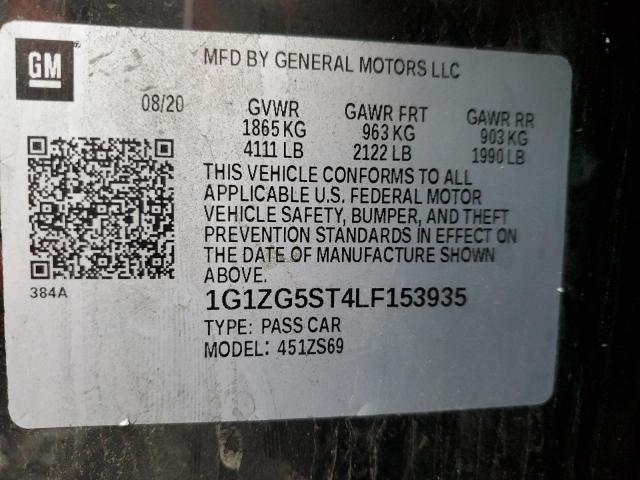 GM
MFD BY GENERAL MOTORS LLC
08/20
GVWR GAWR FRT GAWR RR
1865 KG 963 KG 903 KG
4111 LB 2122 LB 1990 LB
THIS VEHICLE CONFORMS TO ALL
APPLICABLE U.S. FEDERAL MOTOR
VEHICLE SAFETY, BUMPER, AND THEFT
PREVENTION STANDARDS IN EFFECT ON
THE DATE OF MANUFACTURE SHOWN ABOVE.
384A
1G1ZG5ST4LF153935
TYPE: PASS CAR
MODEL: 451ZS69